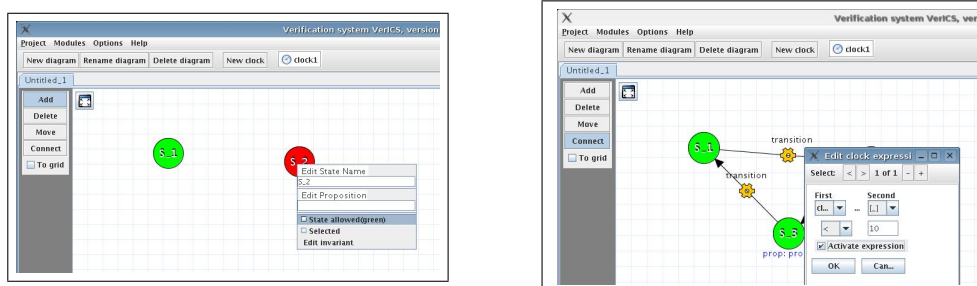 Verification system VerICS, version
Project Modules Options Help
New diagram Rename diagram Delete diagram New clock clock1
Untitled_1
Add
Delete
Move
Connect
To grid
S_1
S_2
Edit State Name
S_2
Edit Proposition
State allowed(green)
Selected
Edit invariant
Verification system VerICS, ver
Project Modules Options Help
New diagram Rename diagram Delete diagram New clock clock1
Untitled_1
Add
Delete
Move
Connect
To grid
S_1
transition
transition
S_3
prop: pro
Edit clock expressi
Select: < > 1 of 1 - +
First Second
cl... ... [_]
< 10
Activate expression
OK Can...